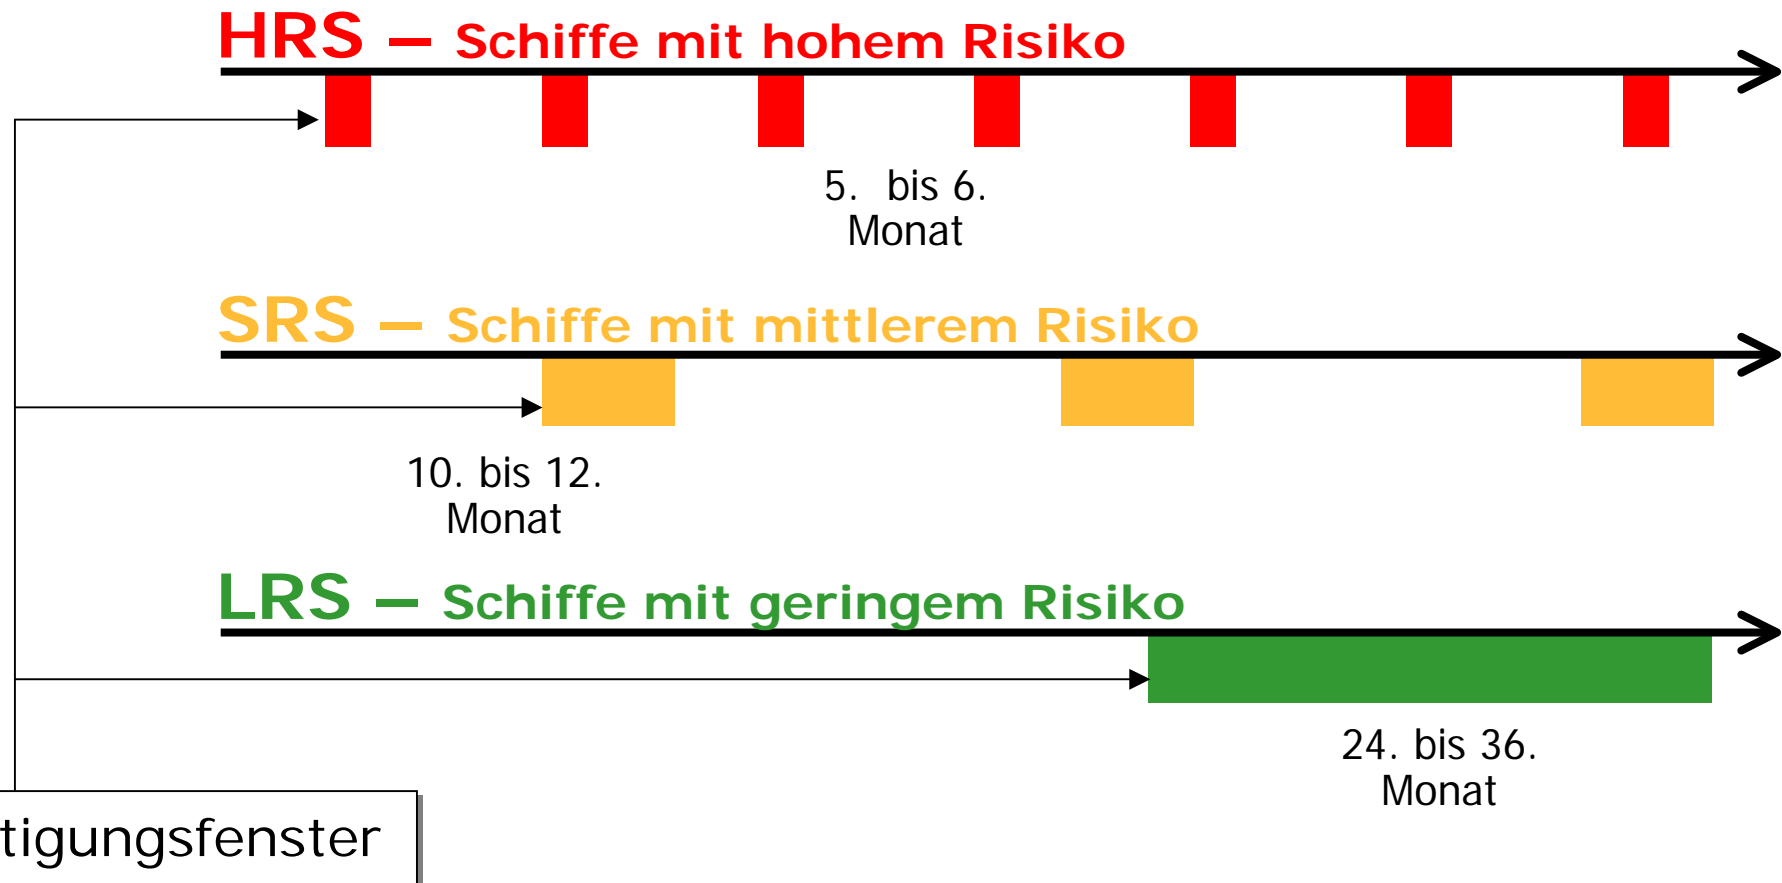 HRS – Schiffe mit hohem Risiko
5. bis 6.
Monat
SRS – Schiffe mit mittlerem Risiko
10. bis 12.
Monat
LRS – Schiffe mit geringem Risiko
24. bis 36.
Monat
tigungsfenster